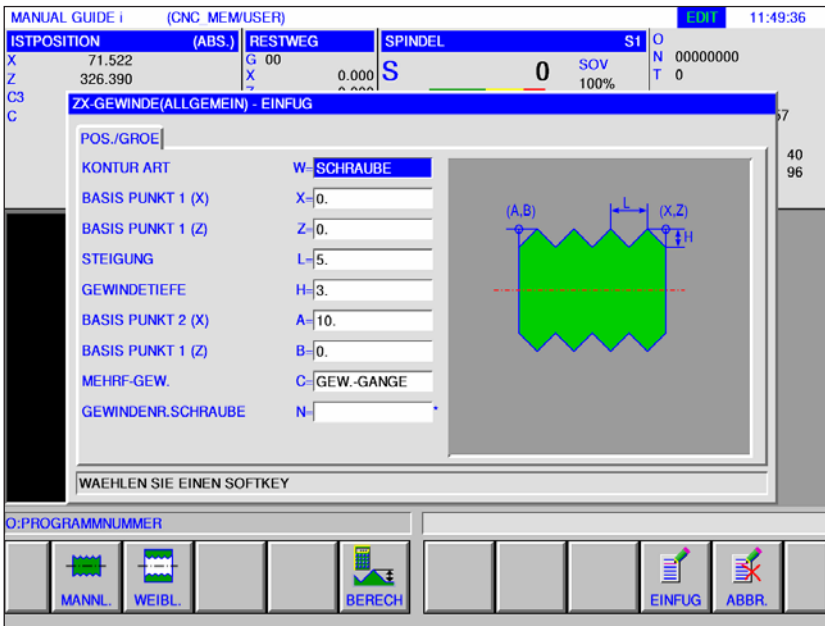 MANUAL GUIDE i (CNC_MEM/USER) EDIT 11:49:36
ISTPOSITION (ABS.) RESTWEG SPINDEL S1 O
X 71.522 G 00 N 00000000
Z 326.390 X 0.000 S 0 SOV T 0
100%
C3
C
ZX-GEWINDE(ALLGEMEIN) - EINFUG
POS./GROE
40
96
KONTUR ART W= SCHRAUBE
BASIS PUNKT 1 (X) X= 0.
BASIS PUNKT 1 (Z) Z= 0.
STEIGUNG L= 5.
GEWINDETIEFE H= 3.
BASIS PUNKT 2 (X) A= 10.
BASIS PUNKT 1 (Z) B= 0.
MEHRF-GEW. C= GEW.-GANGE
GEWINDENR.SCHRAUBE N= *
(A,B) L (X,Z)
H
WAEHLEN SIE EINEN SOFTKEY
O:PROGRAMMNUMMER
MANNL. WEIBL. BERECH EINFUG ABBR.